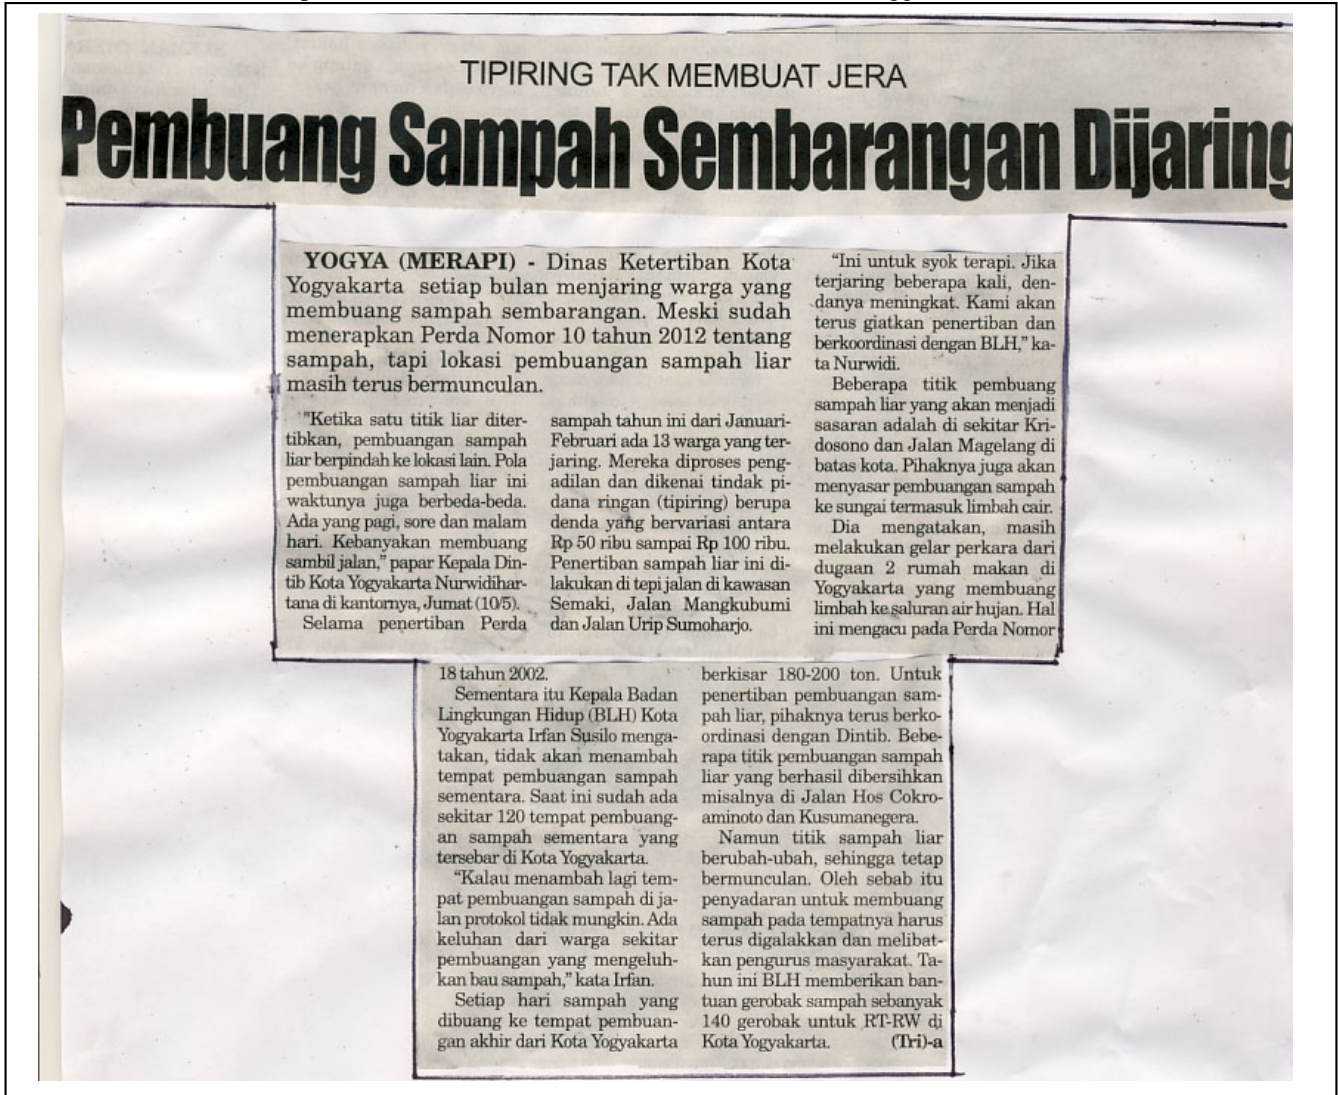 TIPIRING TAK MEMBUAT JERA
Pembuang Sampah Sembarangan Dijaring
YOGYA (MERAPI) - Dinas Ketertiban Kota
Yogyakarta setiap bulan menjaring warga yang
membuang sampah sembarangan. Meski sudah
menerapkan Perda Nomor 10 tahun 2012 tentang
sampah, tapi lokasi pembuangan sampah liar
masih terus bermunculan.
"Ketika satu titik liar diter-
tibkan, pembuangan sampah
liar berpindah ke lokasi lain. Pola
pembuangan sampah liar ini
waktunya juga berbeda-beda.
Ada yang pagi, sore dan malam
hari. Kebanyakan membuang
sambil jalan," papar Kepala Din-
tib Kota Yogyakarta Nurwidihar-
tana di kantornya, Jumat (10/5).
Selama penertiban Perda
sampah tahun ini dari Januari-
Februari ada 13 warga yang ter-
jaring. Mereka diproses peng-
adilan dan dikenai tindak pi-
dana ringan (tipiring) berupa
denda yang bervariasi antara
Rp 50 ribu sampai Rp 100 ribu.
Penertiban sampah liar ini di-
lakukan di tepi jalan di kawasan
Semaki, Jalan Mangkubumi
dan Jalan Urip Sumoharjo.
"Ini untuk syok terapi. Jika
terjaring beberapa kali, den-
danya meningkat. Kami akan
terus giatkan penertiban dan
berkoordinasi dengan BLH," ka-
ta Nurwidi.
Beberapa titik pembuang
sampah liar yang akan menjadi
sasaran adalah di sekitar Kri-
dosono dan Jalan Magelang di
batas kota. Pihaknya juga akan
menyasar pembuangan sampah
ke sungai termasuk limbah cair.
Dia mengatakan, masih
melakukan gelar perkara dari
dugaan 2 rumah makan di
Yogyakarta yang membuang
limbah ke saluran air hujan. Hal
ini mengacu pada Perda Nomor
18 tahun 2002.
Sementara itu Kepala Badan
Lingkungan Hidup (BLH) Kota
Yogyakarta Irfan Susilo menga-
takan, tidak akan menambah
tempat pembuangan sampah
sementara. Saat ini sudah ada
sekitar 120 tempat pembuang-
an sampah sementara yang
tersebar di Kota Yogyakarta.
"Kalau menambah lagi tem-
pat pembuangan sampah di ja-
lan protokol tidak mungkin. Ada
keluhan dari warga sekitar
pembuangan yang mengeluh-
kan bau sampah," kata Irfan.
Setiap hari sampah yang
dibuang ke tempat pembuan-
gan akhir dari Kota Yogyakarta
berkisar 180-200 ton. Untuk
penertiban pembuangan sam-
pah liar, pihaknya terus berko-
ordinasi dengan Dintib. Bebe-
rapa titik pembuangan sampah
liar yang berhasil dibersihkan
misalnya di Jalan Hos Cokro-
aminoto dan Kusumanegera.
Namun titik sampah liar
berubah-ubah, sehingga tetap
bermunculan. Oleh sebab itu
penyadaran untuk membuang
sampah pada tempatnya harus
terus digalakkan dan melibat-
kan pengurus masyarakat. Ta-
hun ini BLH memberikan ban-
tuan gerobak sampah sebanyak
140 gerobak untuk RT-RW di
Kota Yogyakarta. (Tri)-a